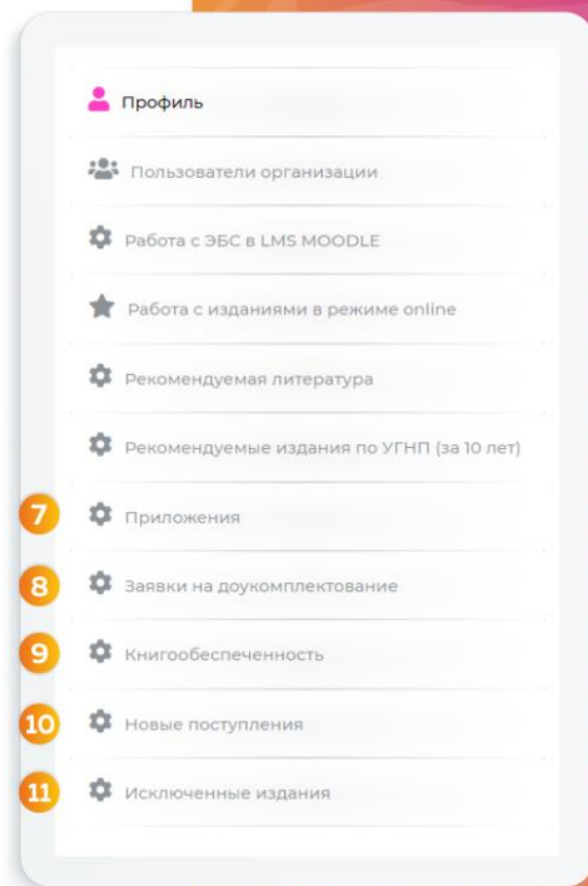 Профиль
Пользователи организации
Работа с ЭБС в LMS MOODLE
Работа с изданиями в режиме online
Рекомендуемая литература
Рекомендуемые издания по УГНП (за 10 лет)
7 Приложения
8 Заявки на доукомплектование
9 Книгообеспеченность
10 Новые поступления
11 Исключенные издания